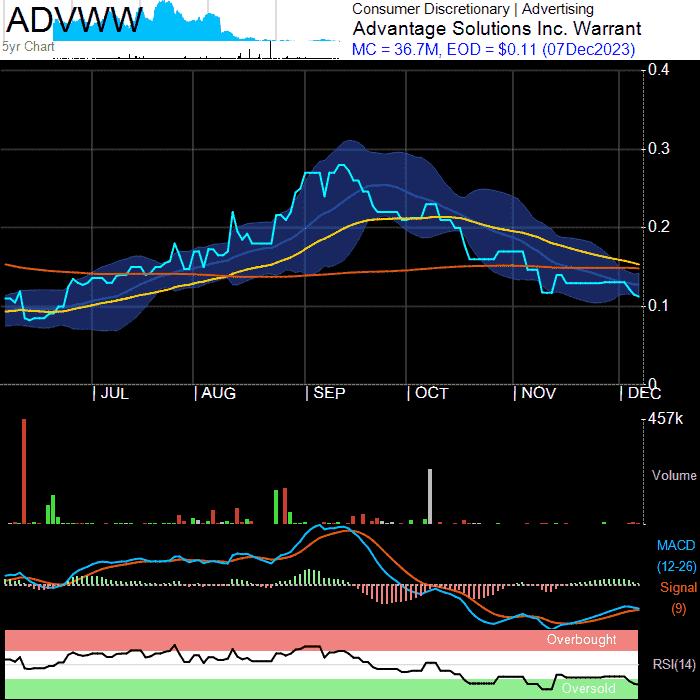 ADVWW
5yr Chart
Consumer Discretionary | Advertising
Advantage Solutions Inc. Warrant
MC = 36.7M, EOD = $0.11 (07Dec2023)
0.4
0.3
0.2
0.1
0
| JUL | AUG | SEP | OCT | NOV | DEC
457k
Volume
MACD
(12-26)
Signal
(9)
Overbought
RSI(14)
Oversold